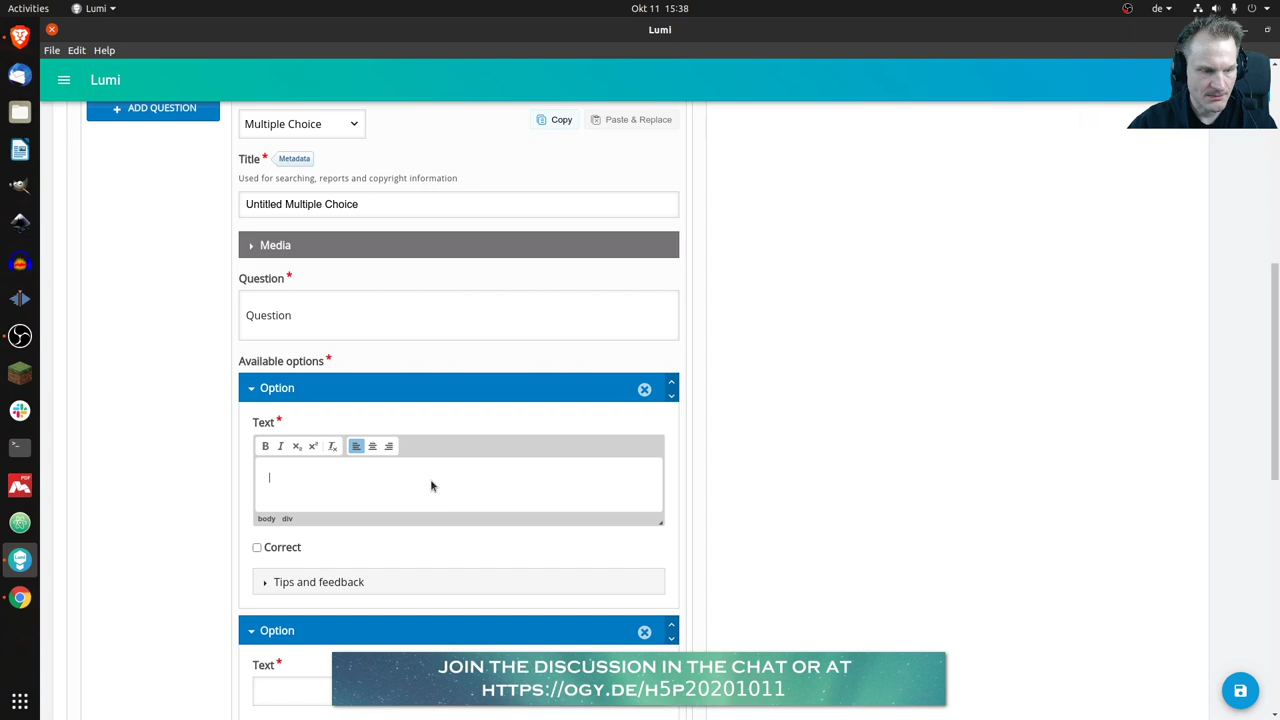 Activities
Lumi
Okt 11 15:38
de
Lumi
File Edit Help
Lumi
+ ADD QUESTION
Multiple Choice
Copy
Paste & Replace
Title* Metadata
Used for searching, reports and copyright information
Untitled Multiple Choice
Media
Question*
Question
Available options*
Option
Text*
B I x₂ x² Tx
body div
Correct
Tips and feedback
Option
Text*
JOIN THE DISCUSSION IN THE CHAT OR AT
HTTPS://OGY.DE/H5P20201011